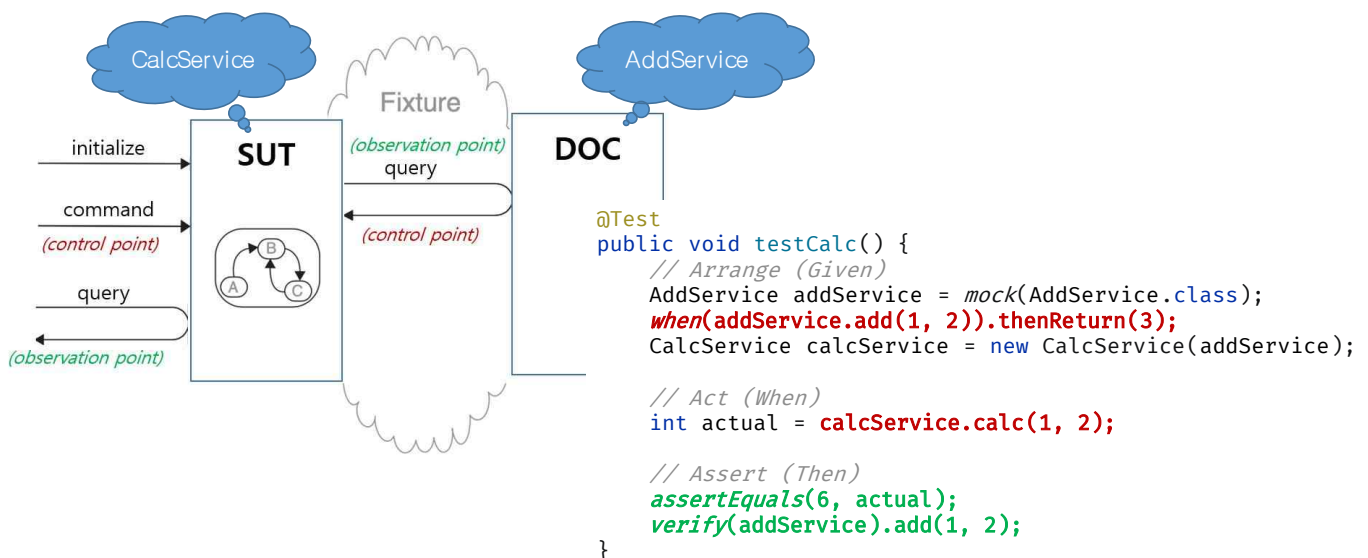 CalcService
AddService
Fixture
initialize
SUT
(observation point)
DOC
query
command
(control point)
(control point)
B
A
C
query
(observation point)
@Test
public void testCalc() {
    // Arrange (Given)
    AddService addService = mock(AddService.class);
    when(addService.add(1, 2)).thenReturn(3);
    CalcService calcService = new CalcService(addService);
    // Act (When)
    int actual = calcService.calc(1, 2);
    // Assert (Then)
    assertEquals(6, actual);
    verify(addService).add(1, 2);
}